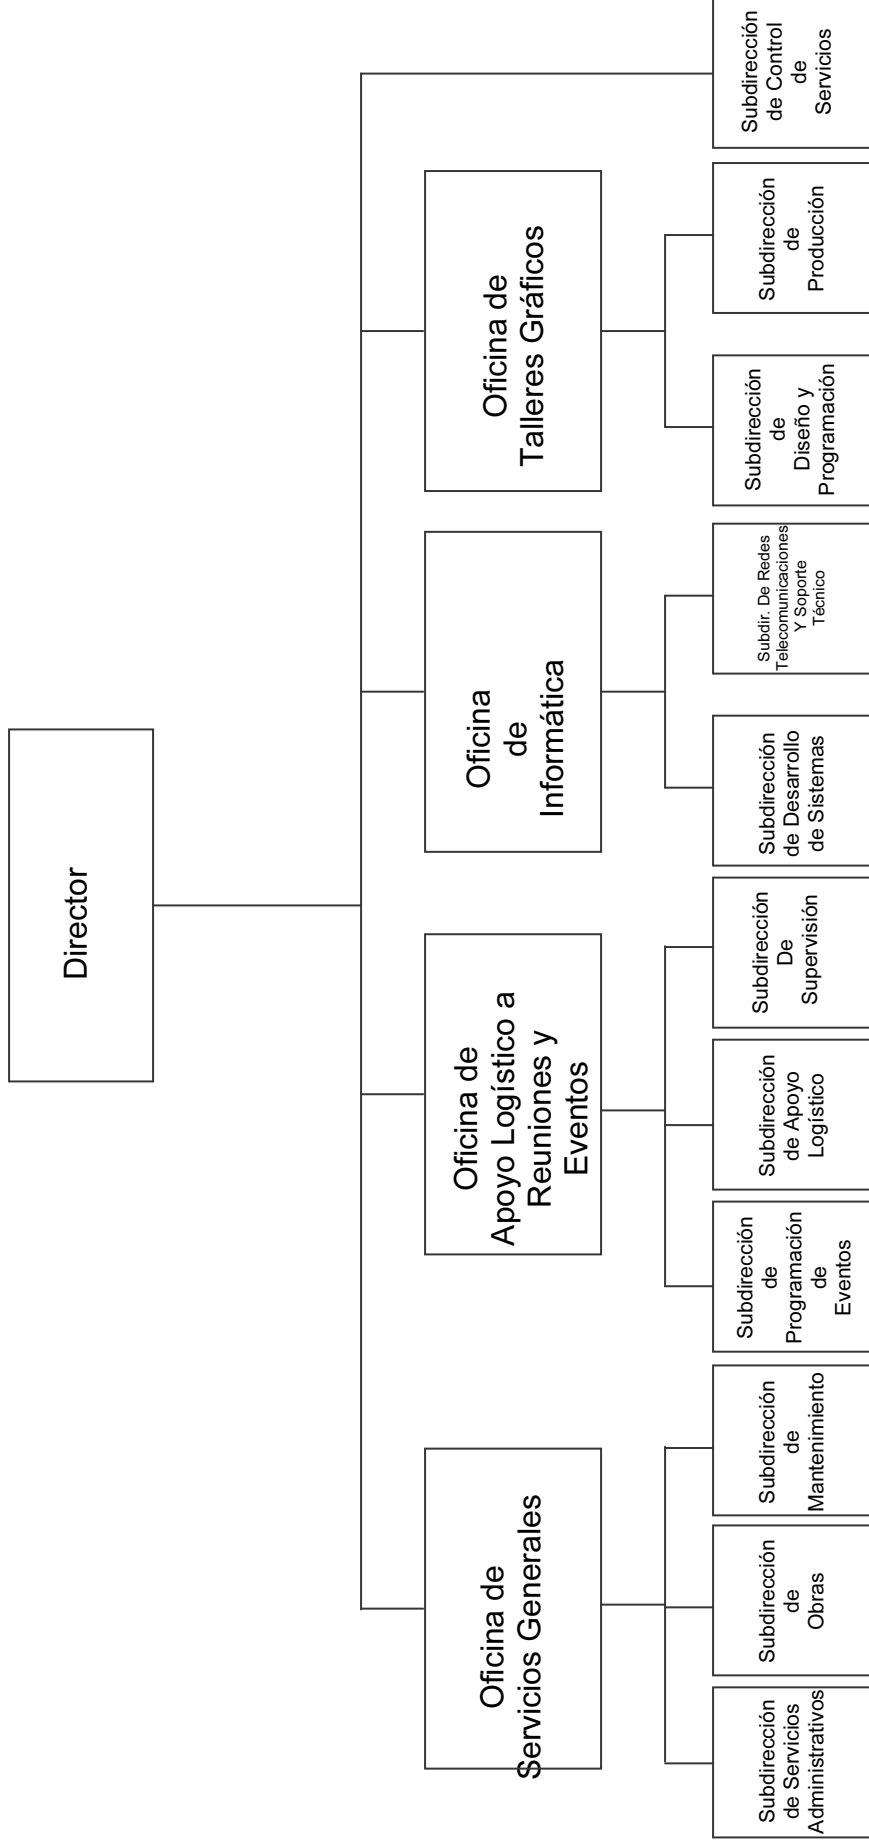 Director
Oficina de
Servicios Generales
Oficina de
Apoyo Logístico a
Reuniones y
Eventos
Oficina
de
Informática
Oficina de
Talleres Gráficos
Subdirección
de Servicios
Administrativos
Subdirección
de
Obras
Subdirección
de
Mantenimiento
Subdirección
de
Programación
de
Eventos
Subdirección
de Apoyo
Logístico
Subdirección
De
Supervisión
Subdirección
de Desarrollo
de Sistemas
Subdir. De Redes
Telecomunicaciones
Y Soporte
Técnico
Subdirección
de
Diseño y
Programación
Subdirección
de
Producción
Subdirección
de Control
de
Servicios